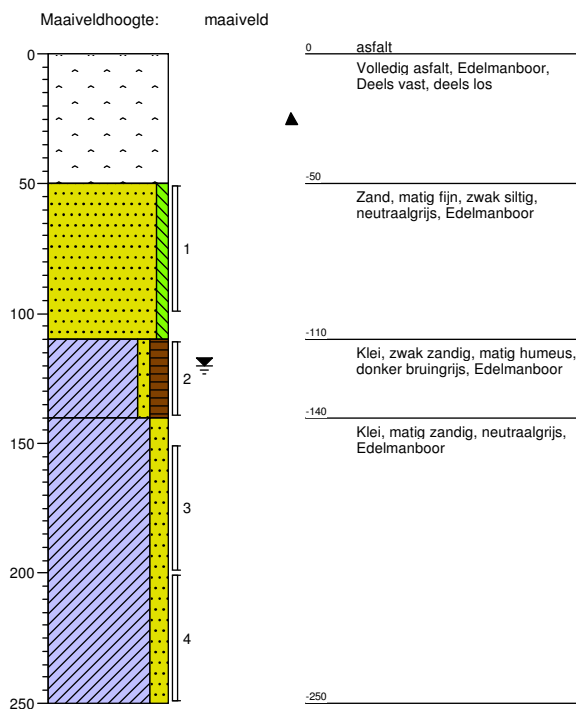 Maaiveldhoogte: maaiveld
0
50
100
150
200
250
1
2
3
4
0 asfalt
Volledig asfalt, Edelmanboor,
Deels vast, deels los
-50
Zand, matig fijn, zwak siltig,
neutraalgrijs, Edelmanboor
-110
Klei, zwak zandig, matig humeus,
donker bruingrijs, Edelmanboor
-140
Klei, matig zandig, neutraalgrijs,
Edelmanboor
-250